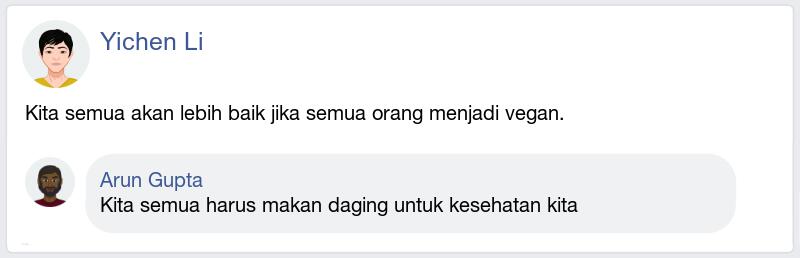 Yichen Li
Kita semua akan lebih baik jika semua orang menjadi vegan.
Arun Gupta
Kita semua harus makan daging untuk kesehatan kita